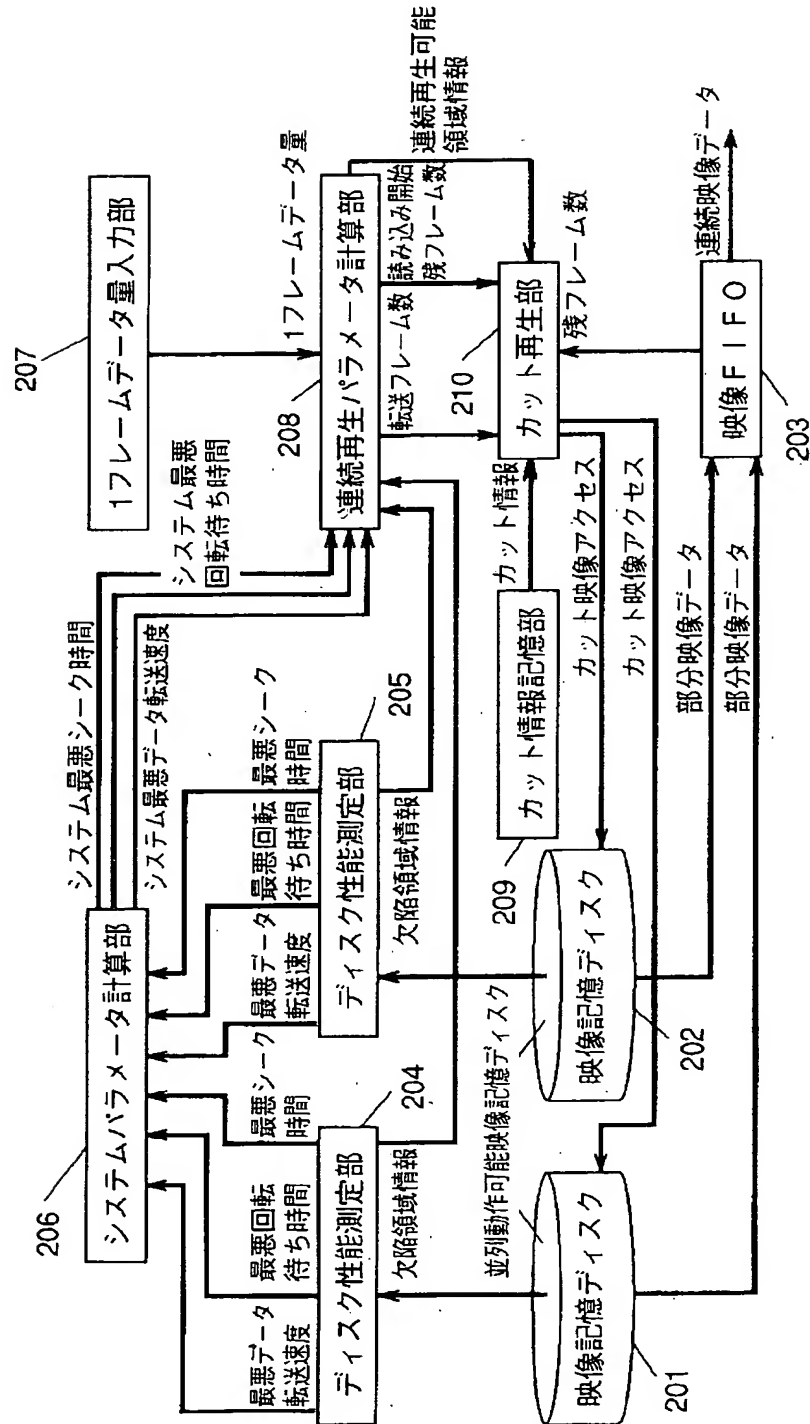 206
システムパラメータ計算部
システム最悪シーク時間
システム最悪
回転待ち時間
システム最悪データ転送速度
207
1フレームデータ量入力部
1フレームデータ量
最悪データ
転送速度
最悪回転
待ち時間
最悪シーク
時間
最悪データ
転送速度
最悪回転
待ち時間
最悪シーク
時間
204
ディスク性能測定部
欠陥領域情報
205
ディスク性能測定部
欠陥領域情報
208
連続再生パラメータ計算部
転送フレーム数
読み込み開始
残フレーム数
連続再生可能
領域情報
209
カット情報記憶部
カット情報
210
カット再生部
残フレーム数
カット映像アクセス
カット映像アクセス
並列動作可能映像記憶ディスク
映像記憶ディスク
201
映像記憶ディスク
202
部分映像データ
部分映像データ
映像FIFO
203
連続映像データ